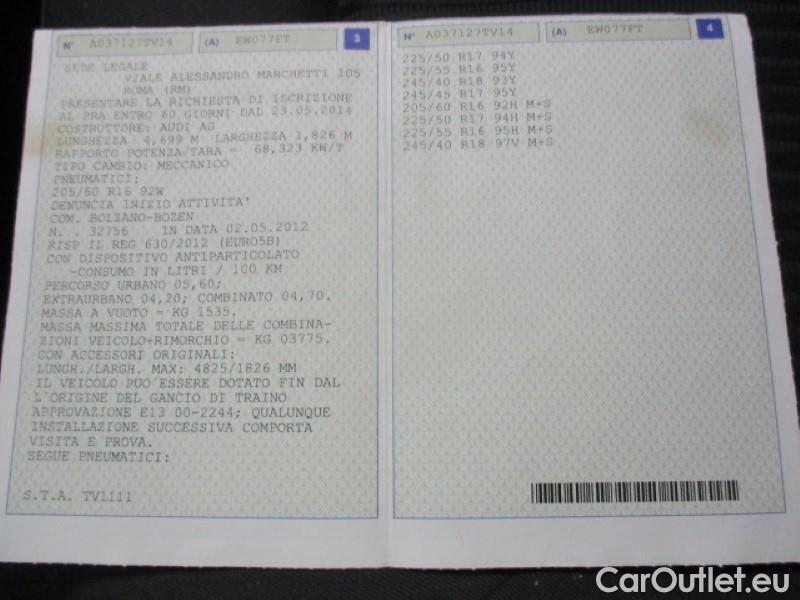 N° A037127TV14 (A) EW077FT 3
SEDE LEGALE
VIALE ALESSANDRO MARCHETTI 105
ROMA (RM)
PRESENTARE LA RICHIESTA DI ISCRIZIONE
AL PRA ENTRO 60 GIORNI DAL 23.05.2014
COSTRUTTORE: AUDI AG
LUNGHEZZA 4,699 M LARGHEZZA 1,826 M
RAPPORTO POTENZA/TARA = 68,323 KW/T
TIPO CAMBIO: MECCANICO
PNEUMATICI:
205/60 R16 92W
DENUNCIA INIZIO ATTIVITA'
COM. BOLZANO-BOZEN
N. . 32756 IN DATA 02.05.2012
RISP IL REG 630/2012 (EURO5B)
CON DISPOSITIVO ANTIPARTICOLATO
-CONSUMO IN LITRI / 100 KM
PERCORSO URBANO 05,60;
EXTRAURBANO 04,20; COMBINATO 04,70.
MASSA A VUOTO = KG 1535.
MASSA MASSIMA TOTALE DELLE COMBINA-
ZIONI VEICOLO+RIMORCHIO = KG 03775.
CON ACCESSORI ORIGINALI:
LUNGH./LARGH. MAX: 4825/1826 MM
IL VEICOLO PUO'ESSERE DOTATO FIN DAL
L'ORIGINE DEL GANCIO DI TRAINO
APPROVAZIONE E13 00-2244; QUALUNQUE
INSTALLAZIONE SUCCESSIVA COMPORTA
VISITA E PROVA.
SEGUE PNEUMATICI:
S.T.A. TV1111
N° A037127TV14 (A) EW077FT 4
225/50 R17 94Y
225/55 R16 95Y
245/40 R18 93Y
245/45 R17 95Y
205/60 R16 92H M+S
225/50 R17 94H M+S
225/55 R16 95H M+S
245/40 R18 97V M+S
CarOutlet.eu